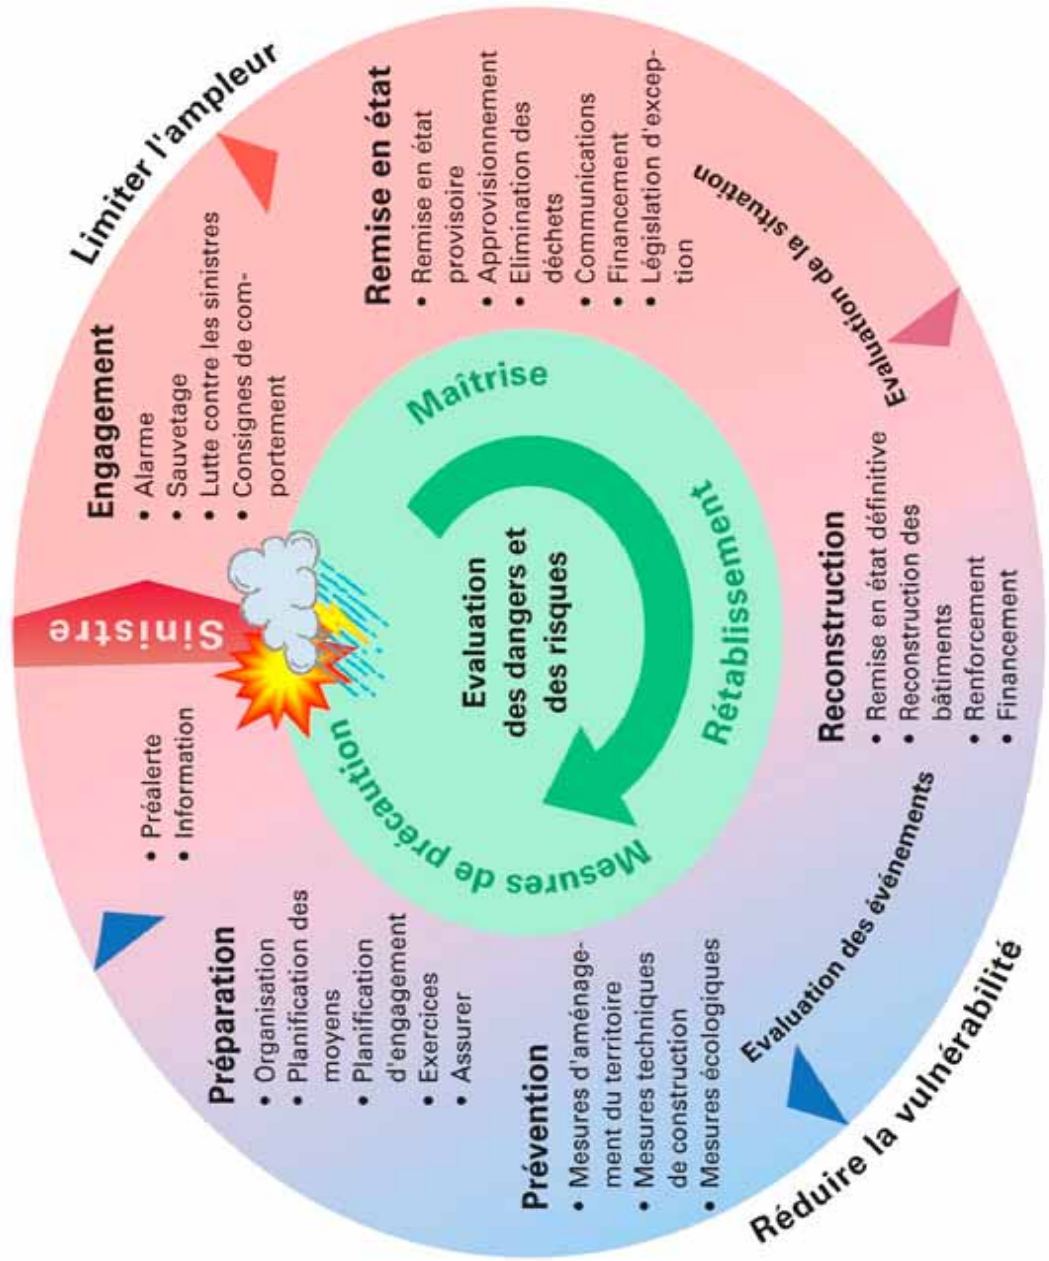 Limiter l'ampleur
Sinistre
Engagement
• Alarme
• Sauvetage
• Lutte contre les sinistres
• Consignes de com-
portement
Remise en état
• Remise en état
provisoire
• Approvisionnement
• Elimination des
déchets
• Communications
• Financement
• Législation d'excep-
tion
Evaluation de la situation
Reconstruction
• Remise en état définitive
• Reconstruction des
bâtiments
• Renforcement
• Financement
Evaluation des événements
Réduire la vulnérabilité
Prévention
• Mesures d'aménage-
ment du territoire
• Mesures techniques
de construction
• Mesures écologiques
Préparation
• Organisation
• Planification des
moyens
• Planification
d'engagement
• Exercices
• Assurer
• Préalerte
• Information
Maîtrise
Rétablissement
Mesures de précaution
Evaluation
des dangers et
des risques